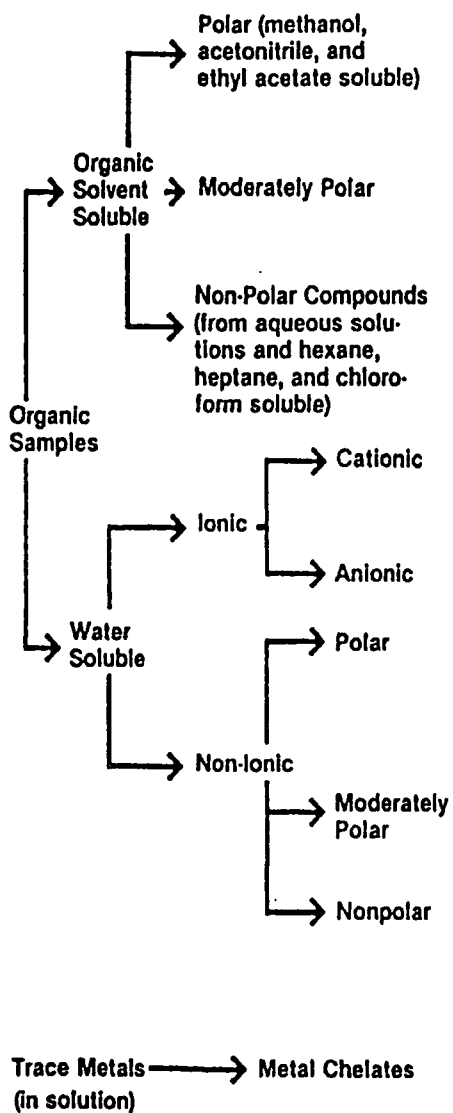 Polar (methanol,
acetonitrile, and
ethyl acetate soluble)
Organic
Solvent
Soluble
Moderately Polar
Non-Polar Compounds
(from aqueous solu-
tions and hexane,
heptane, and chloro-
form soluble)
Organic
Samples
Cationic
Ionic
Anionic
Water
Soluble
Polar
Non-Ionic
Moderately
Polar
Nonpolar
Trace Metals
(in solution)
Metal Chelates